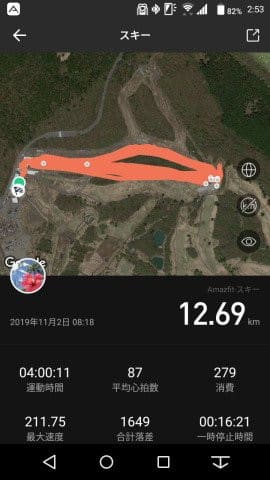 82% 2:53
スキー
Google
Amazfit-スキー
2019年11月2日 08:18
12.69 km
04:00:11 87 279
運動時間 平均心拍数 消費
211.75 1649 00:16:21
最大速度 合計落差 一時停止時間